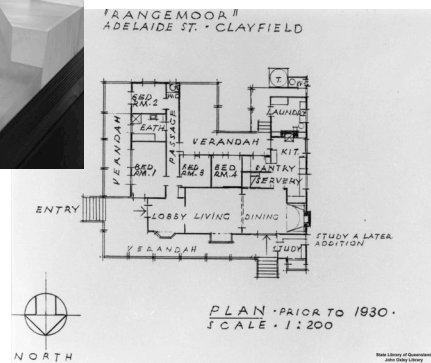 "RANGEMOOR"
ADELAIDE ST. · CLAYFIELD
T.
BED
RM. 2
W.C.
LAUNDRY
BATH
VERANDAH
PASSAGE
VERANDAH
KIT.
BED
RM. 1
BED
RM. 3
BED
RM. 4
PANTRY
SERVERY
ENTRY
LOBBY
LIVING
DINING
STUDY A LATER
ADDITION
VERANDAH
STUDY
PLAN · PRIOR TO 1930 ·
SCALE · 1:200
NORTH
State Library of Queensland
John Oxley Library